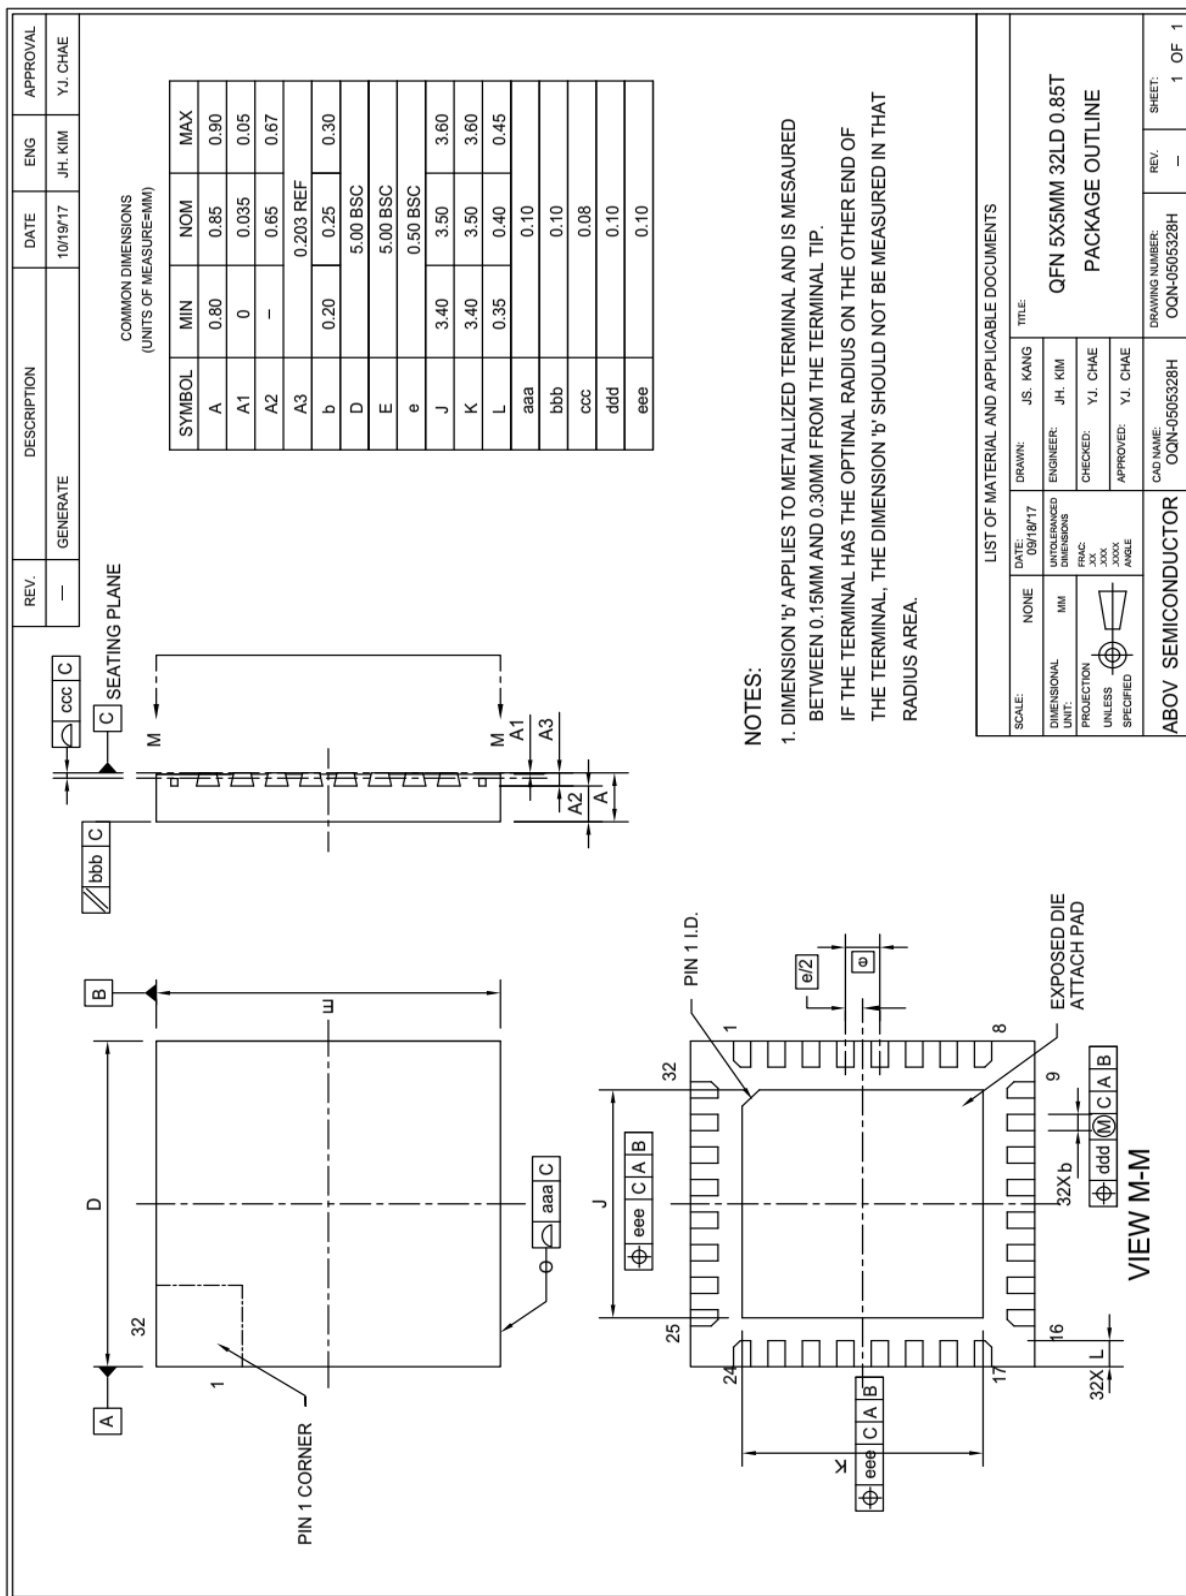 REV. DESCRIPTION DATE ENG APPROVAL
— GENERATE 10/19/'17 JH. KIM YJ. CHAE
D
A
B
E
32
1
PIN 1 CORNER
aaa C
bbb C
ccc C
C SEATING PLANE
M
M
A1
A3
A2
A
COMMON DIMENSIONS
(UNITS OF MEASURE=MM)
SYMBOL MIN NOM MAX
A 0.80 0.85 0.90
A1 0 0.035 0.05
A2 – 0.65 0.67
A3 0.203 REF
b 0.20 0.25 0.30
D 5.00 BSC
E 5.00 BSC
e 0.50 BSC
J 3.40 3.50 3.60
K 3.40 3.50 3.60
L 0.35 0.40 0.45
aaa 0.10
bbb 0.10
ccc 0.08
ddd 0.10
eee 0.10
J
eee C A B
25
32
PIN 1 I.D.
1
24
e/2
e
K
eee C A B
8
17
16
9
32X L
32X b
ddd M C A B
EXPOSED DIE
ATTACH PAD
VIEW M-M
NOTES:
1. DIMENSION 'b' APPLIES TO METALLIZED TERMINAL AND IS MESAURED
BETWEEN 0.15MM AND 0.30MM FROM THE TERMINAL TIP.
IF THE TERMINAL HAS THE OPTINAL RADIUS ON THE OTHER END OF
THE TERMINAL, THE DIMENSION 'b' SHOULD NOT BE MEASURED IN THAT
RADIUS AREA.
LIST OF MATERIAL AND APPLICABLE DOCUMENTS
SCALE: NONE
DATE: 09/18/'17
DRAWN: JS. KANG
TITLE:
QFN 5X5MM 32LD 0.85T
PACKAGE OUTLINE
DIMENSIONAL UNIT: MM
UNTOLERANCED DIMENSIONS
ENGINEER: JH. KIM
PROJECTION
UNLESS
SPECIFIED
FRAC:
.XX
.XXX
.XXXX
ANGLE
CHECKED: YJ. CHAE
APPROVED: YJ. CHAE
ABOV SEMICONDUCTOR
CAD NAME: OQN-0505328H
DRAWING NUMBER: OQN-0505328H
REV. —
SHEET: 1 OF 1